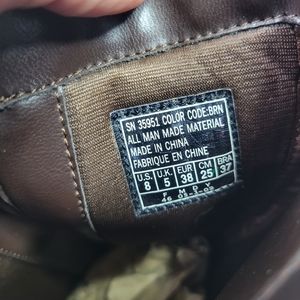 SN 35951 COLOR CODE:BRN
ALL MAN MADE MATERIAL
MADE IN CHINA
FABRIQUE EN CHINE
U.S. U.K. EUR CM BRA
8 5 38 25 37
F M D Y